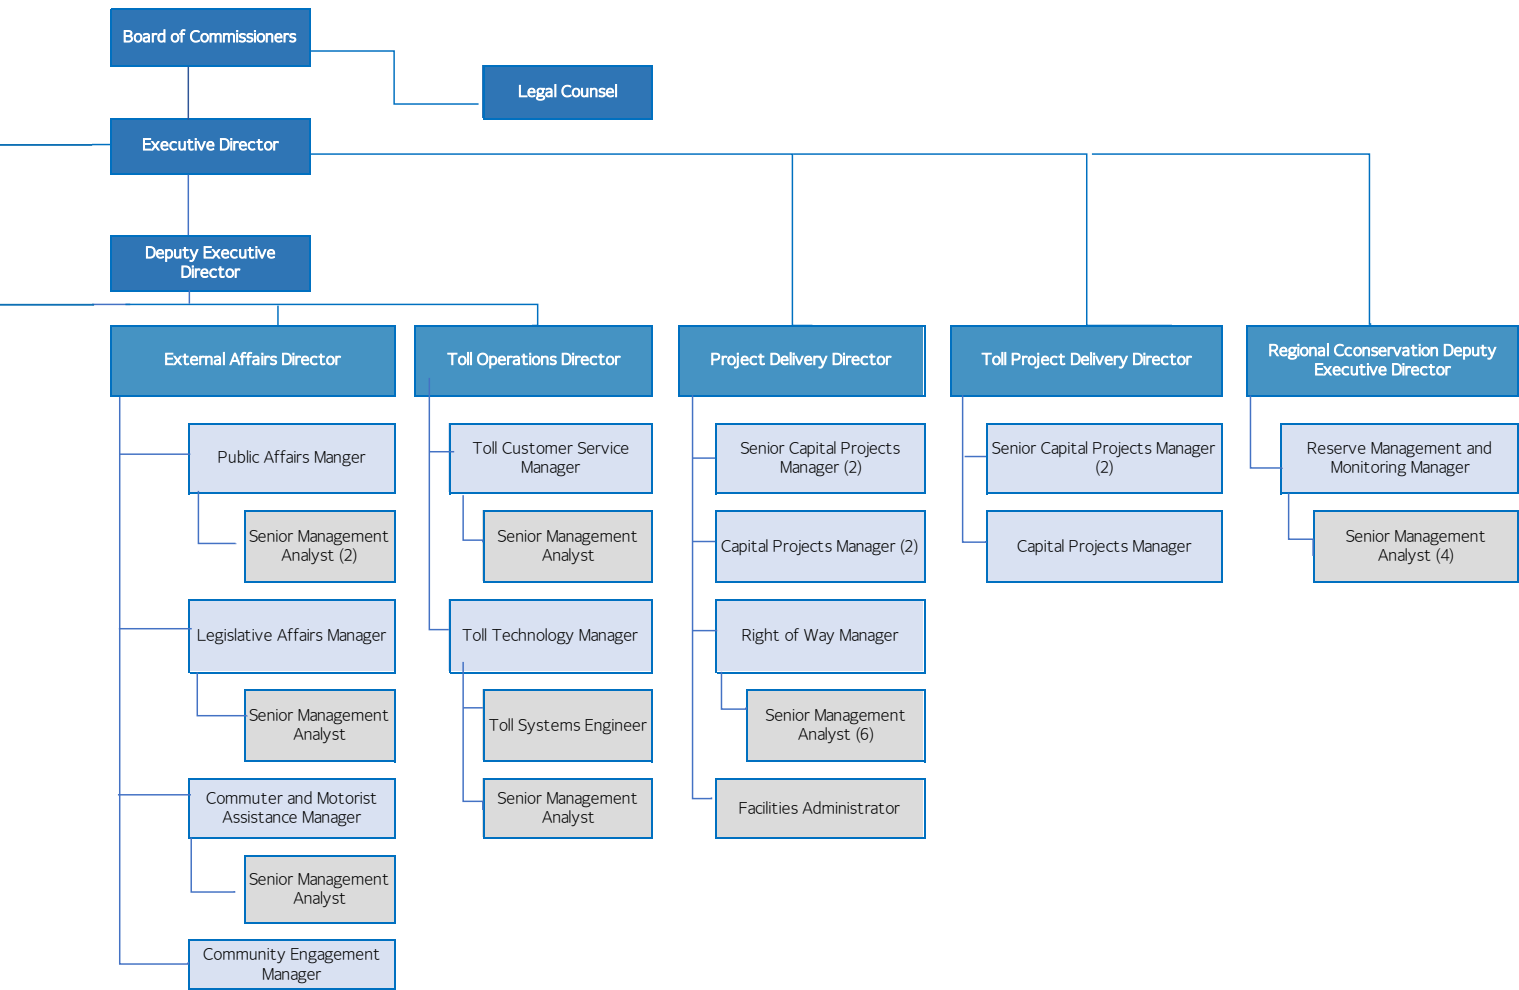 Board of Commissioners
Legal Counsel
Executive Director
Deputy Executive
Director
External Affairs Director
Public Affairs Manger
Senior Management
Analyst (2)
Legislative Affairs Manager
Senior Management
Analyst
Commuter and Motorist
Assistance Manager
Senior Management
Analyst
Community Engagement
Manager
Toll Operations Director
Toll Customer Service
Manager
Senior Management
Analyst
Toll Technology Manager
Toll Systems Engineer
Senior Management
Analyst
Project Delivery Director
Senior Capital Projects
Manager (2)
Capital Projects Manager (2)
Right of Way Manager
Senior Management
Analyst (6)
Facilities Administrator
Toll Project Delivery Director
Senior Capital Projects Manager
(2)
Capital Projects Manager
Regional Cconservation Deputy
Executive Director
Reserve Management and
Monitoring Manager
Senior Management
Analyst (4)